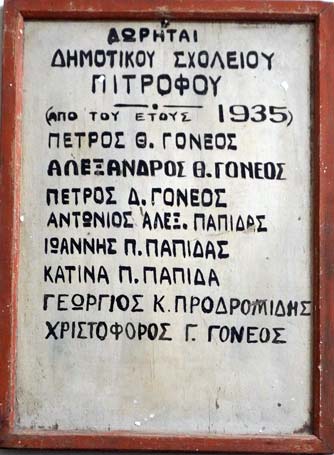 ΔΩΡΗΤΑΙ
ΔΗΜΟΤΙΚΟΥ ΣΧΟΛΕΙΟΥ
ΠΙΤΡΟΦΟΥ
(ΑΠΟ ΤΟΥ ΕΤΟΥΣ 1935)
ΠΕΤΡΟΣ Θ. ΓΟΝΕΟΣ
ΑΛΕΞΑΝΔΡΟΣ Θ. ΓΟΝΕΟΣ
ΠΕΤΡΟΣ Δ. ΓΟΝΕΟΣ
ΑΝΤΩΝΙΟΣ ΑΛΕΞ. ΠΑΠΙΔΑΣ
ΙΩΑΝΝΗΣ Π. ΠΑΠΙΔΑΣ
ΚΑΤΙΝΑ Π. ΠΑΠΙΔΑ
ΓΕΩΡΓΙΟΣ Κ. ΠΡΟΔΡΟΜΙΔΗΣ
ΧΡΙΣΤΟΦΟΡΟΣ Γ. ΓΟΝΕΟΣ